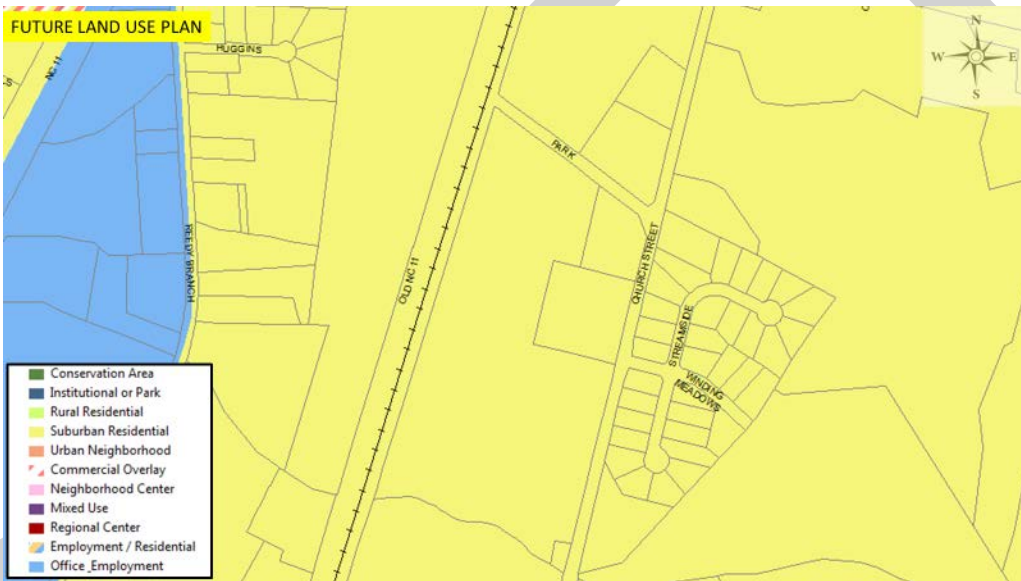 FUTURE LAND USE PLAN
HUGGINS
NC 11
N
W E
S
PARK
REEDY BRANCH
OLD NC 11
CHURCH STREET
STREAMSIDE
WINDING
MEADOWS
Conservation Area
Institutional or Park
Rural Residential
Suburban Residential
Urban Neighborhood
Commercial Overlay
Neighborhood Center
Mixed Use
Regional Center
Employment / Residential
Office_Employment